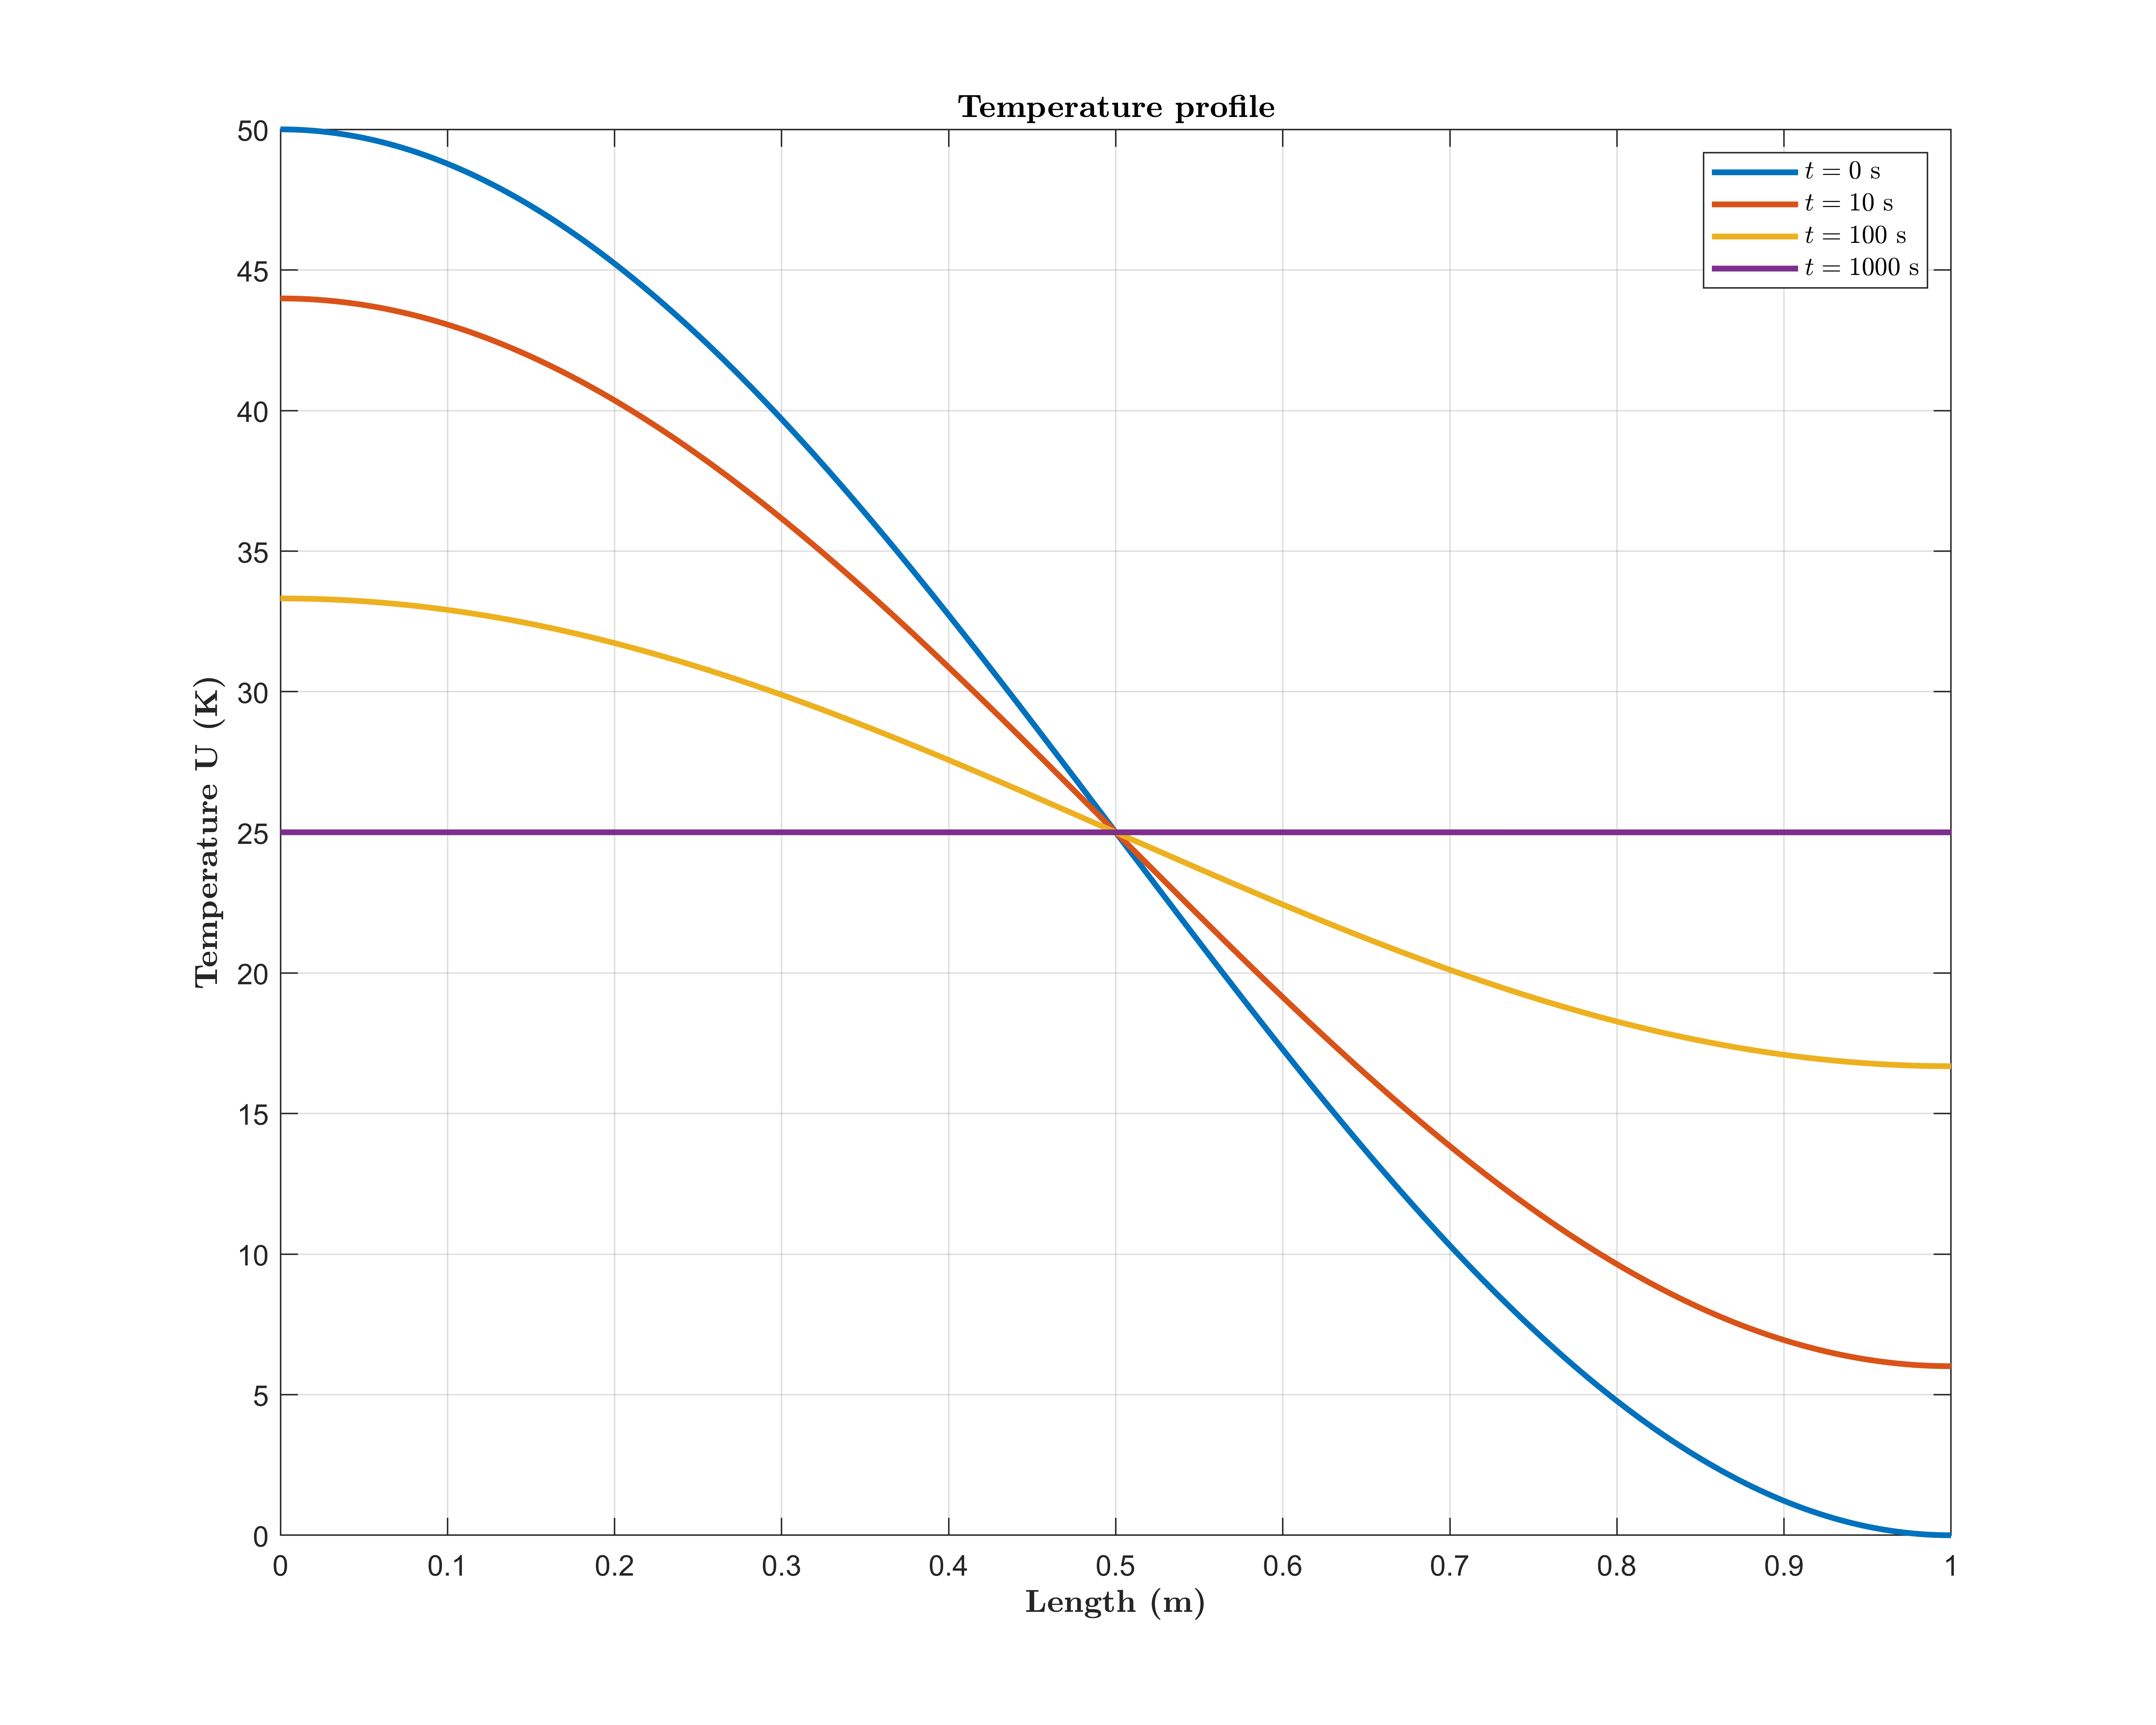 Temperature profile
t = 0 s
t = 10 s
t = 100 s
t = 1000 s
50
45
40
35
30
25
20
15
10
5
0
Temperature U (K)
0 0.1 0.2 0.3 0.4 0.5 0.6 0.7 0.8 0.9 1
Length (m)